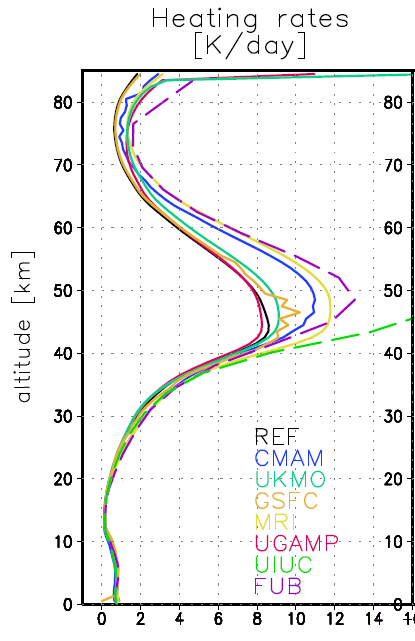 Heating rates
[K/day]
altitude [km]
80 80
70 70
60 60
50 50
40 40
30 30
20 20
10 10
0 0
REF
CMAM
UKMO
GSFC
MRI
UGAMP
UIUC
FUB
0 2 4 6 8 10 12 14